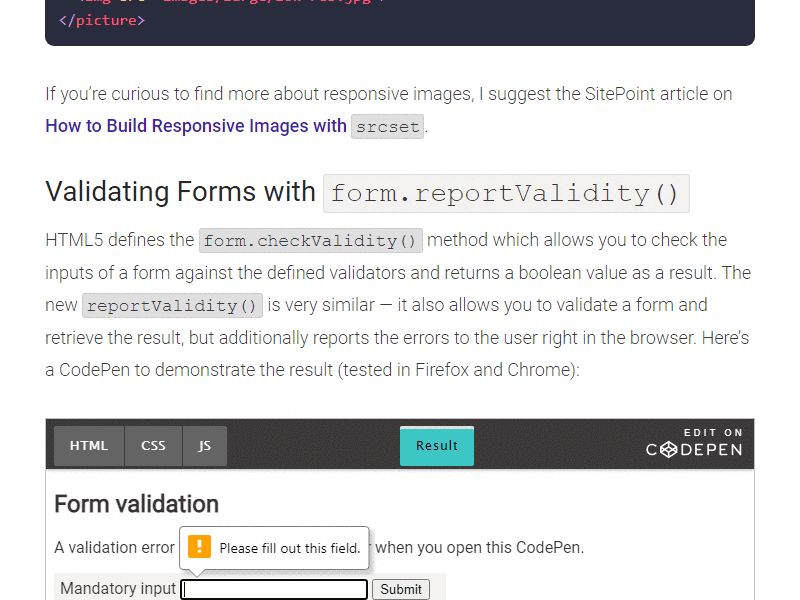 </picture>
If you’re curious to find more about responsive images, I suggest the SitePoint article on
How to Build Responsive Images with srcset.
Validating Forms with form.reportValidity()
HTML5 defines the form.checkValidity() method which allows you to check the
inputs of a form against the defined validators and returns a boolean value as a result. The
new reportValidity() is very similar — it also allows you to validate a form and
retrieve the result, but additionally reports the errors to the user right in the browser. Here’s
a CodePen to demonstrate the result (tested in Firefox and Chrome):
HTML CSS JS Result EDIT ON
CODEPEN
Form validation
A validation error when you open this CodePen.
Please fill out this field.
Mandatory input Submit